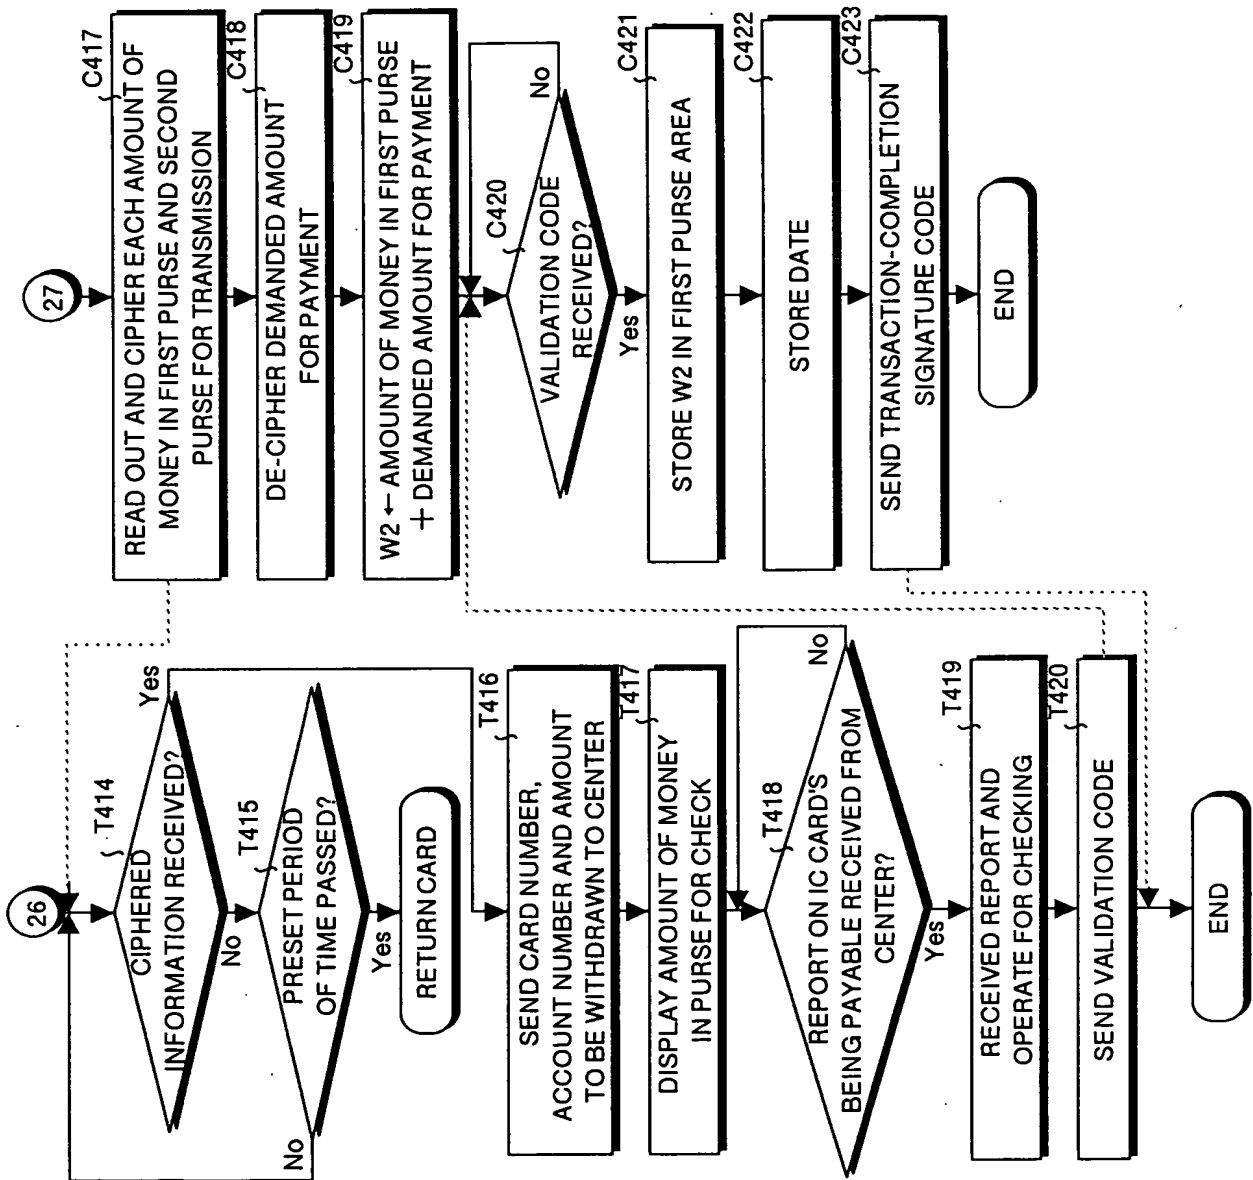 26
CIPHERED
INFORMATION RECEIVED?
T414
Yes
No
PRESET PERIOD
OF TIME PASSED?
T415
No
Yes
RETURN CARD
SEND CARD NUMBER,
ACCOUNT NUMBER AND AMOUNT
TO BE WITHDRAWN TO CENTER
T416
DISPLAY AMOUNT OF MONEY
IN PURSE FOR CHECK
T417
REPORT ON IC CARD'S
BEING PAYABLE RECEIVED FROM
CENTER?
T418
No
Yes
RECEIVED REPORT AND
OPERATE FOR CHECKING
T419
SEND VALIDATION CODE
T420
END
27
READ OUT AND CIPHER EACH AMOUNT OF
MONEY IN FIRST PURSE AND SECOND
PURSE FOR TRANSMISSION
C417
DE-CIPHER DEMANDED AMOUNT
FOR PAYMENT
C418
W2 ← AMOUNT OF MONEY IN FIRST PURSE
+ DEMANDED AMOUNT FOR PAYMENT
C419
VALIDATION CODE
RECEIVED?
C420
No
Yes
STORE W2 IN FIRST PURSE AREA
C421
STORE DATE
C422
SEND TRANSACTION-COMPLETION
SIGNATURE CODE
C423
END